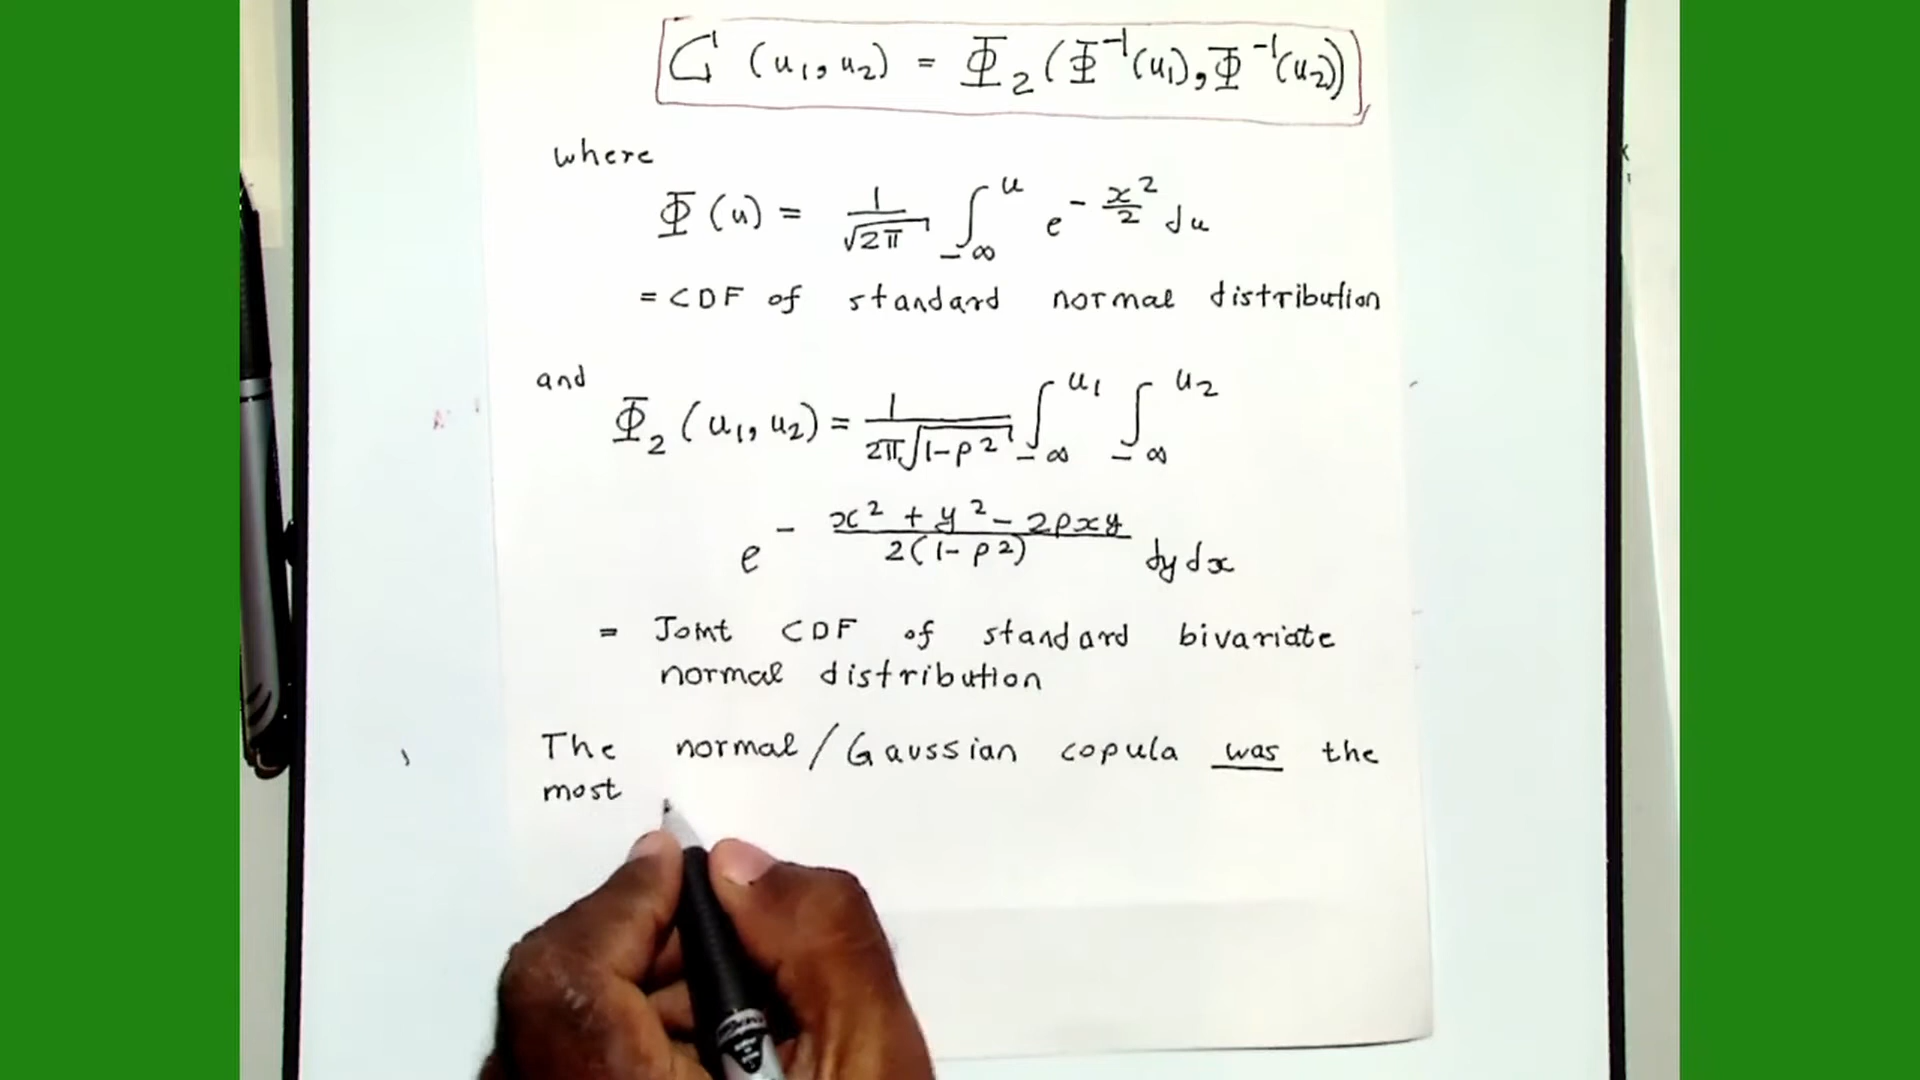 C (u₁, u₂) = Φ₂ (Φ⁻¹(u₁), Φ⁻¹(u₂))
where
Φ (u) = 1/√2π ∫_{-∞}^{u} e^{-x²/2} du
= CDF of standard normal distribution
and
Φ₂ (u₁, u₂) = 1/(2π√(1-ρ²)) ∫_{-∞}^{u₁} ∫_{-∞}^{u₂}
e^{-(x² + y² - 2ρxy)/(2(1-ρ²))} dy dx
= Joint CDF of standard bivariate
normal distribution
The normal/Gaussian copula was the
most